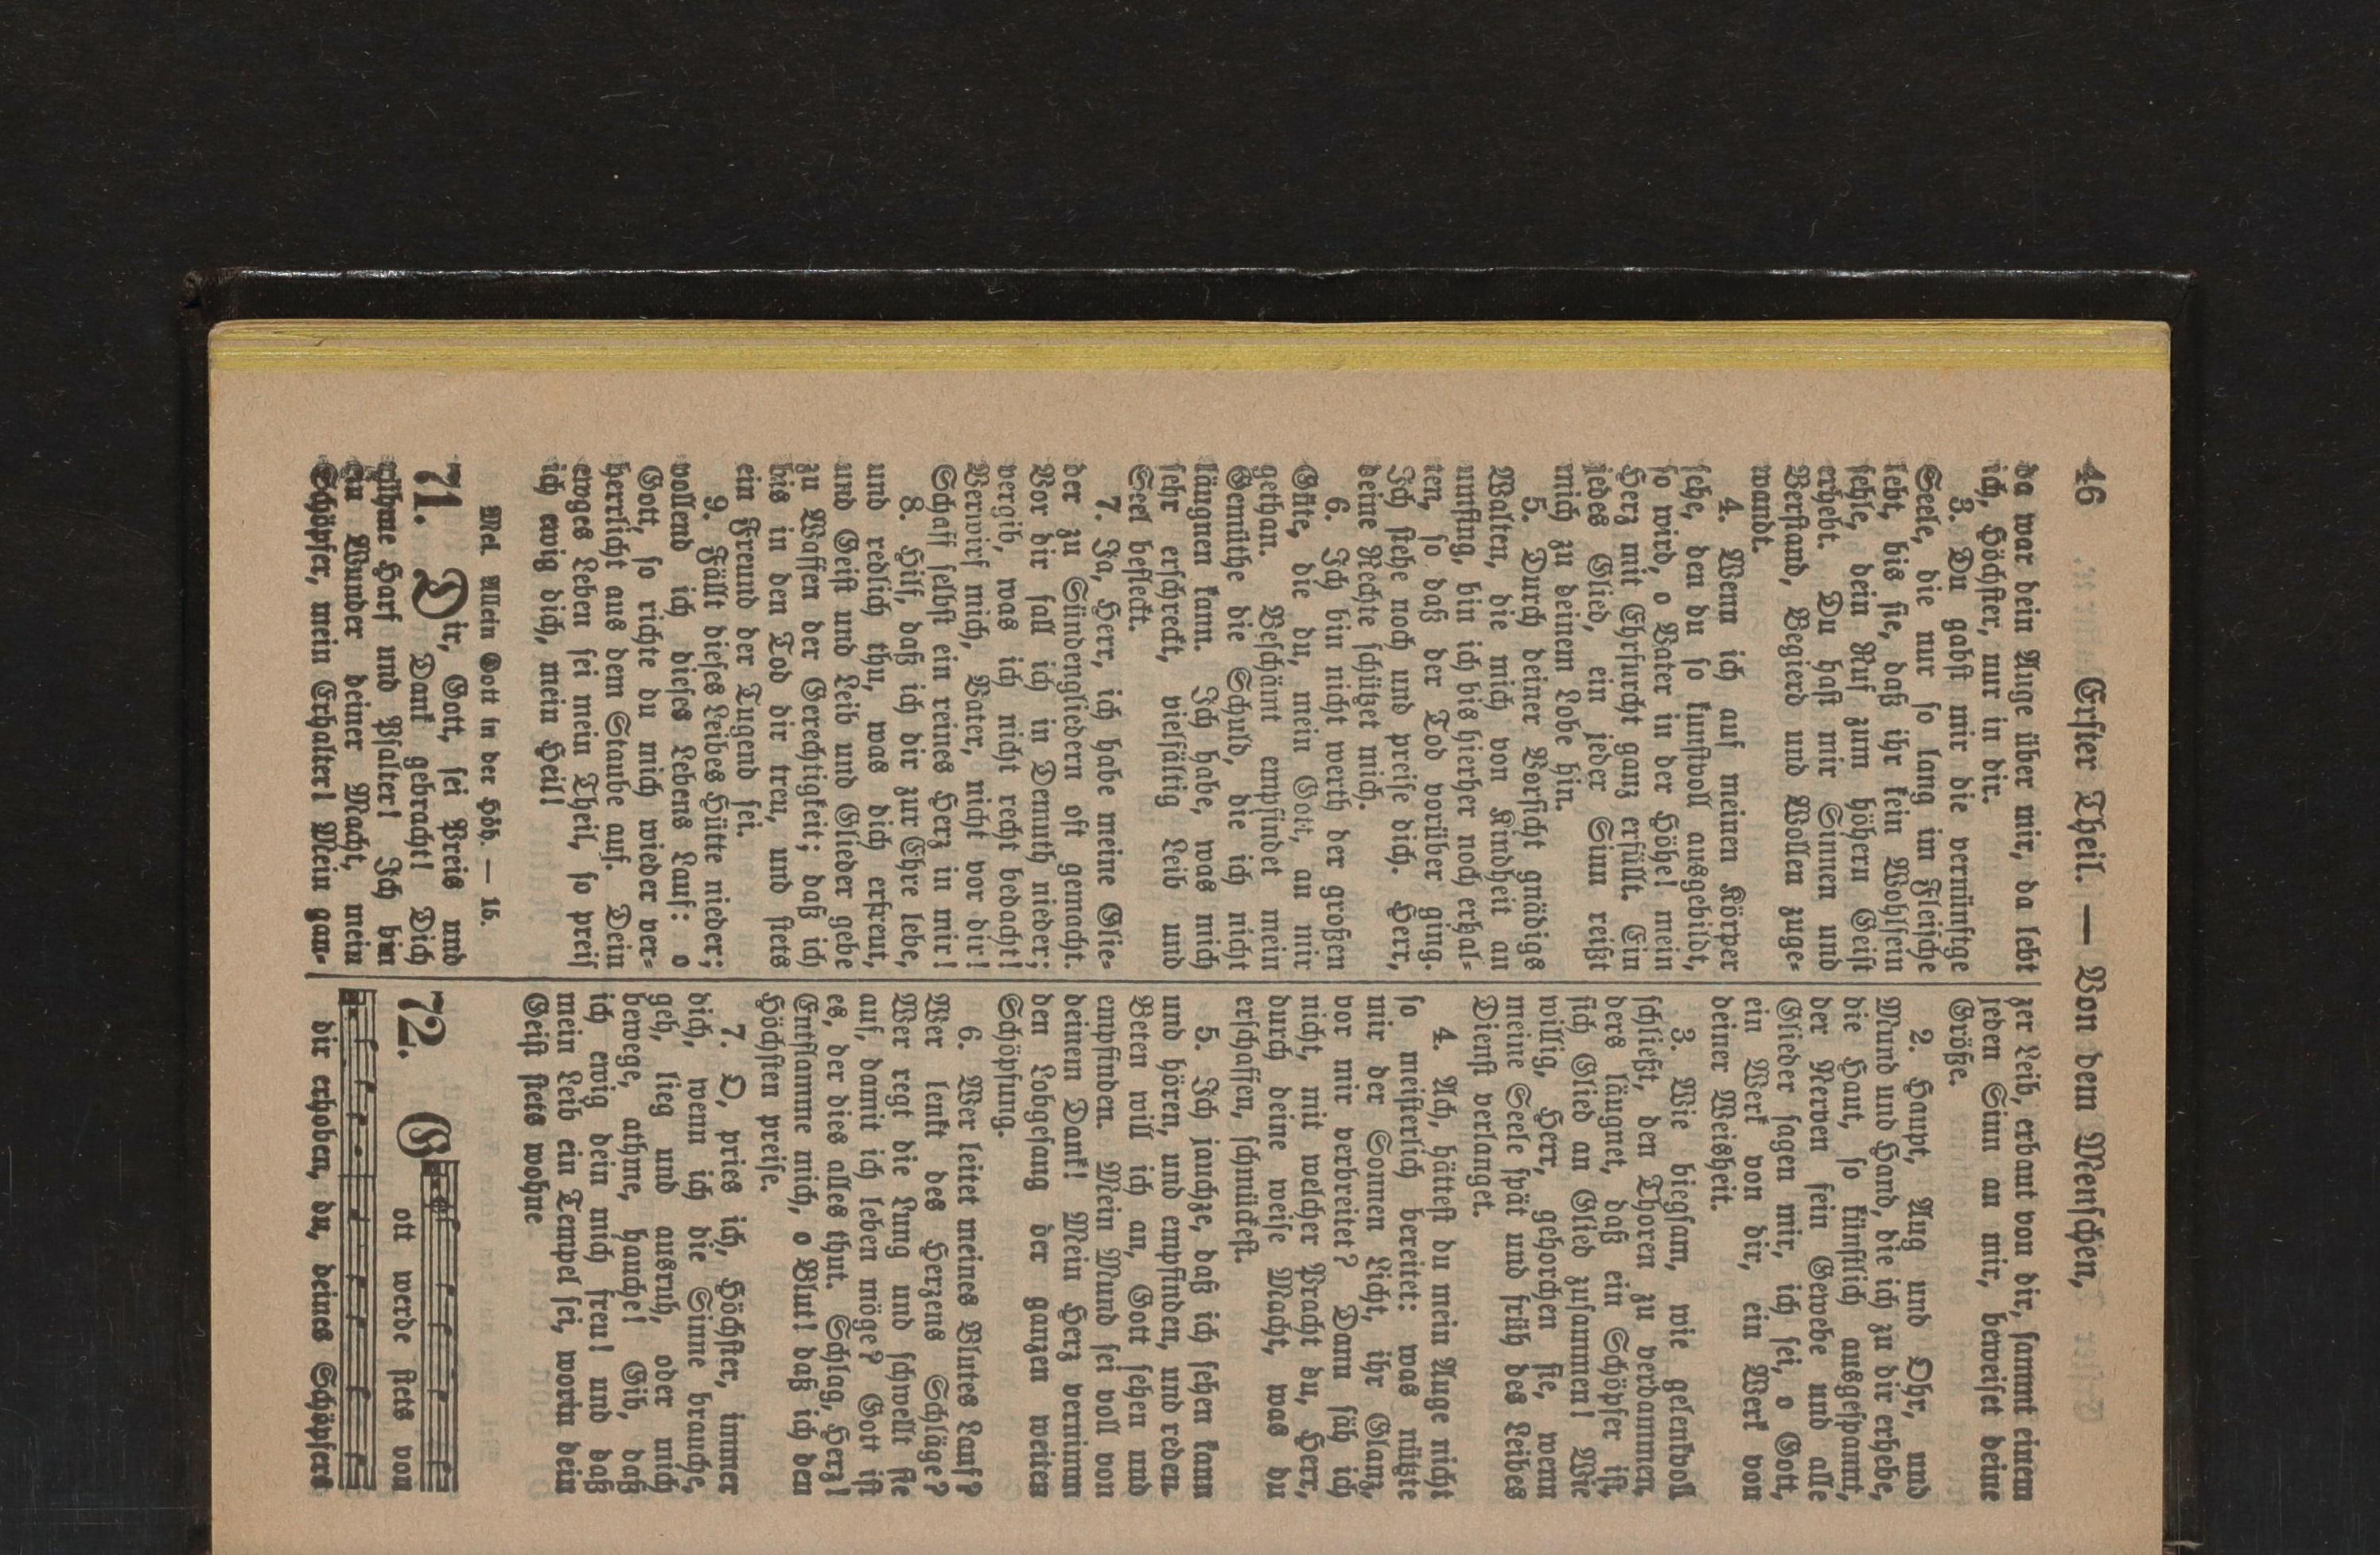 46 Erster Theil. — Von dem Menschen,
da war dein Auge über mir, da lebt
ich, Höchster, nur in dir.
3. Du gabst mir die vernünftge
Seele, die nur so lang im Fleische
lebt, bis sie, daß ihr kein Wohlsein
fehle, dein Ruf zum höhern Geist
erhebt. Du hast mir Sinnen und
Verstand, Begierd und Wollen zuge-
wandt.
4. Wenn ich auf meinen Körper
sehe, den du so kunstvoll ausgebildt,
so wird, o Vater in der Höhe! mein
Herz mit Ehrfurcht ganz erfüllt. Ein
jedes Glied, ein jeder Sinn reißt
mich zu deinem Lobe hin.
5. Durch deiner Vorsicht gnädigs
Walten, die mich von Kindheit an
umfing, bin ich bis hierher noch erhal-
ten, so daß der Tod vorüber ging.
Ich stehe noch und preise dich. Herr,
deine Rechte schützet mich.
6. Ich bin nicht werth der großen
Güte, die du, mein Gott, an mir
gethan. Beschönt empfindet mein
Gemüthe die Schuld, die ich nicht
läugnen kann. Ich habe, was mich
sehr erschreckt, vielfältig Leib und
Seel befleckt.
7. Ja, Herr, ich habe meine Glie-
der zu Sündengliedern oft gemacht.
Vor dir fall ich in Demuth nieder;
vergib, was ich nicht recht bedacht!
Verwirf mich, Vater, nicht vor dir!
Schaff selbst ein reines Herz in mir!
8. Hilf, daß ich dir zur Ehre lebe,
und redlich thu, was dich erfreut,
und Geist und Leib und Glieder gebe
zu Waffen der Gerechtigkeit; daß ich
bis in den Tod dir treu, und stets
ein Freund der Tugend sei.
9. Fällt dieses Leibes Hütte nieder;
vollend ich dieses Lebens Lauf: o
Gott, so richte du mich wieder ver-
herrlicht aus dem Staube auf. Dein
ewges Leben sei mein Theil, so preis
ich ewig dich, mein Heil!
Mel. Allein Gott in der Höh. — 15.
71. Dir, Gott, sei Preis und
Dank gebracht! Dich
rühme Harf und Psalter! Ich bin
ein Wunder deiner Macht, mein
Schöpfer, mein Erhalter! Mein gan-
zer Leib, erbaut von dir, sammt einem
jeden Sinn an mir, beweiset deine
Größe.
2. Haupt, Aug und Ohr, und
Mund und Hand, die ich zu dir erhebe,
die Haut, so künstlich ausgespannt,
der Nerven fein Gewebe und alle
Glieder sagen mir, ich sei, o Gott,
ein Werk von dir, ein Werk von
deiner Weisheit.
3. Wie biegsam, wie gelenkvoll
schließt, den Thoren zu verdammen,
ders läugnet, daß ein Schöpfer ist,
sich Glied an Glied zusammen! Wie
willig, Herr, gehorchen sie, wenn
meine Seele spät und früh des Leibes
Dienst verlanget.
4. Ach, hättest du mein Auge nicht
so meisterlich bereitet: was nützte
mir der Sonnen Licht, ihr Glanz,
vor mir verbreitet? Dann säh ich
nicht, mit welcher Pracht du, Herr,
durch deine weise Macht, was du
erschaffen, schmückest.
5. Ich jauchze, daß ich sehen kann
und hören, und empfinden, und reden.
Beten will ich an, Gott sehen und
empfinden. Mein Mund sei voll von
deinem Dank! Mein Herz vernimm
den Lobgesang der ganzen weiten
Schöpfung.
6. Wer leitet meines Blutes Lauf?
Wer lenkt des Herzens Schläge?
Wer regt die Lung und schwellt sie
auf, damit ich leben möge? Gott ist
es, der dies alles thut. Schlag, Herz!
Entflamme mich, o Blut! daß ich den
Höchsten preise.
7. O, pries ich, Höchster, immer
dich, wenn ich die Sinne brauche,
geh, lieg und ausruh, oder mich
bewege, athme, hauche! Gib, daß
ich ewig dein mich freu! und daß
mein Leib ein Tempel sei, worin dein
Geist stets wohne
72. Gott werde stets von
dir erhoben, du, deines Schöpfers